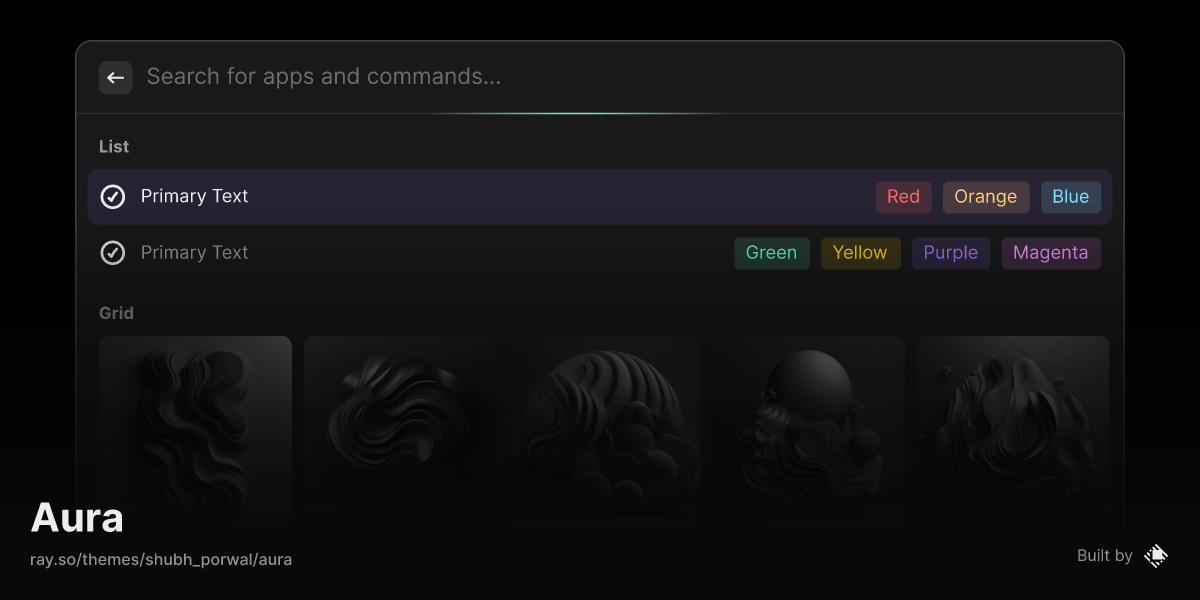 Search for apps and commands...
List
Primary Text Red Orange Blue
Primary Text Green Yellow Purple Magenta
Grid
Aura
ray.so/themes/shubh_porwal/aura
Built by